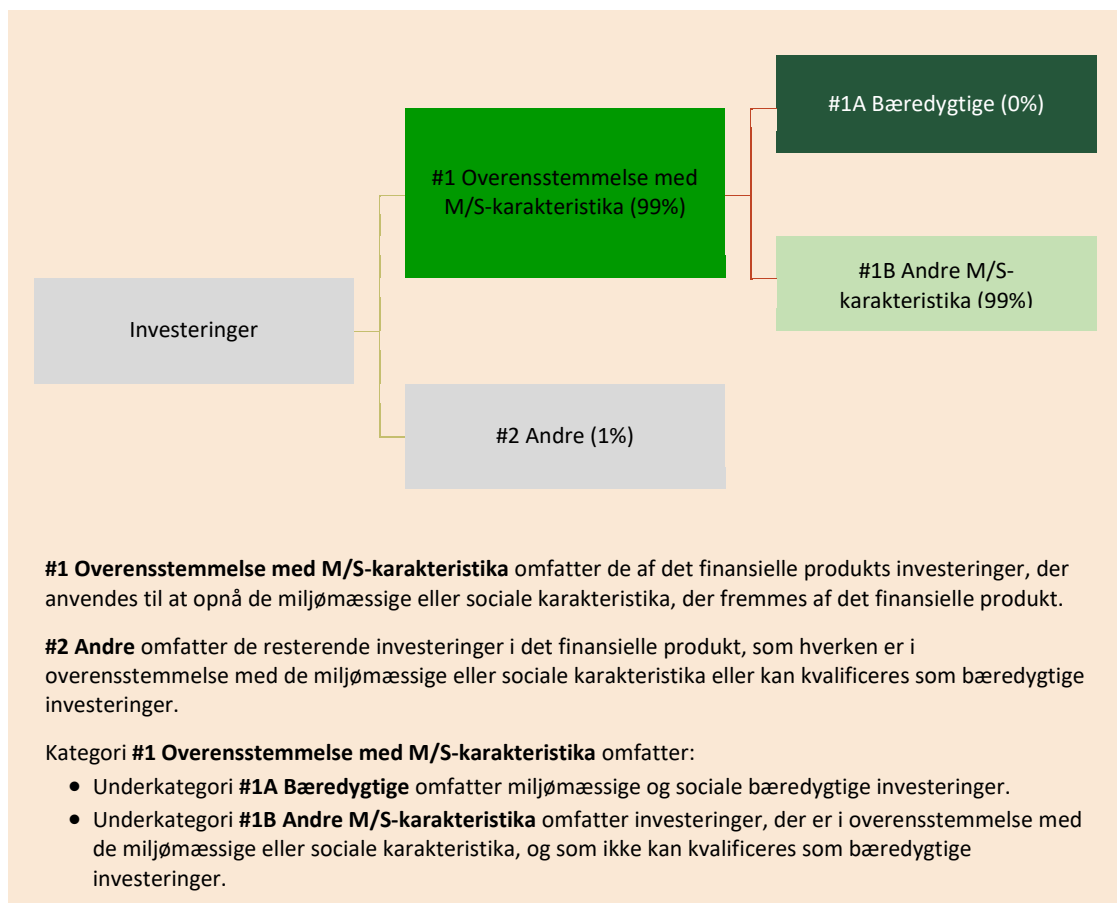 #1A Bæredygtige (0%)
#1 Overensstemmelse med
M/S-karakteristika (99%)
#1B Andre M/S-
karakteristika (99%)
Investeringer
#2 Andre (1%)
#1 Overensstemmelse med M/S-karakteristika omfatter de af det finansielle produkts investeringer, der
anvendes til at opnå de miljømæssige eller sociale karakteristika, der fremmes af det finansielle produkt.
#2 Andre omfatter de resterende investeringer i det finansielle produkt, som hverken er i
overensstemmelse med de miljømæssige eller sociale karakteristika eller kan kvalificeres som bæredygtige
investeringer.
Kategori #1 Overensstemmelse med M/S-karakteristika omfatter:
• Underkategori #1A Bæredygtige omfatter miljømæssige og sociale bæredygtige investeringer.
• Underkategori #1B Andre M/S-karakteristika omfatter investeringer, der er i overensstemmelse med
de miljømæssige eller sociale karakteristika, og som ikke kan kvalificeres som bæredygtige
investeringer.